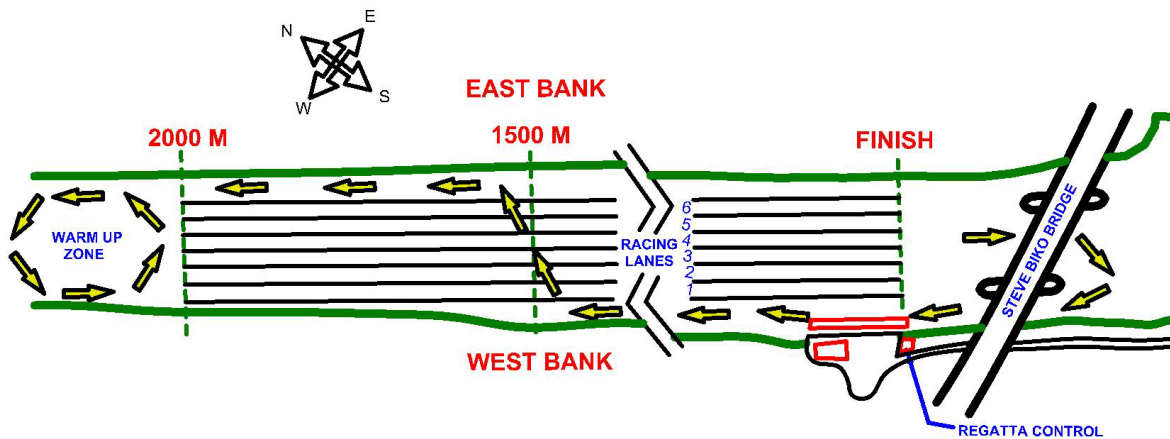 N
E
W
S
EAST BANK
2000 M
1500 M
FINISH
WARM UP
ZONE
RACING
LANES
6
5
4
3
2
1
STEVE BIKO BRIDGE
WEST BANK
REGATTA CONTROL